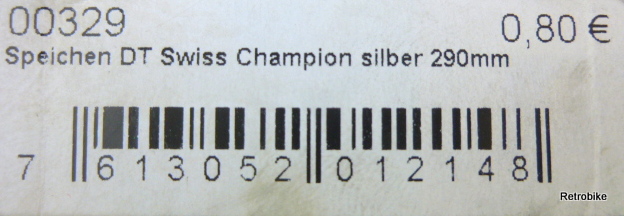 00329 0,80 €
Speichen DT Swiss Champion silber 290mm
7 613052 012148
Retrobike